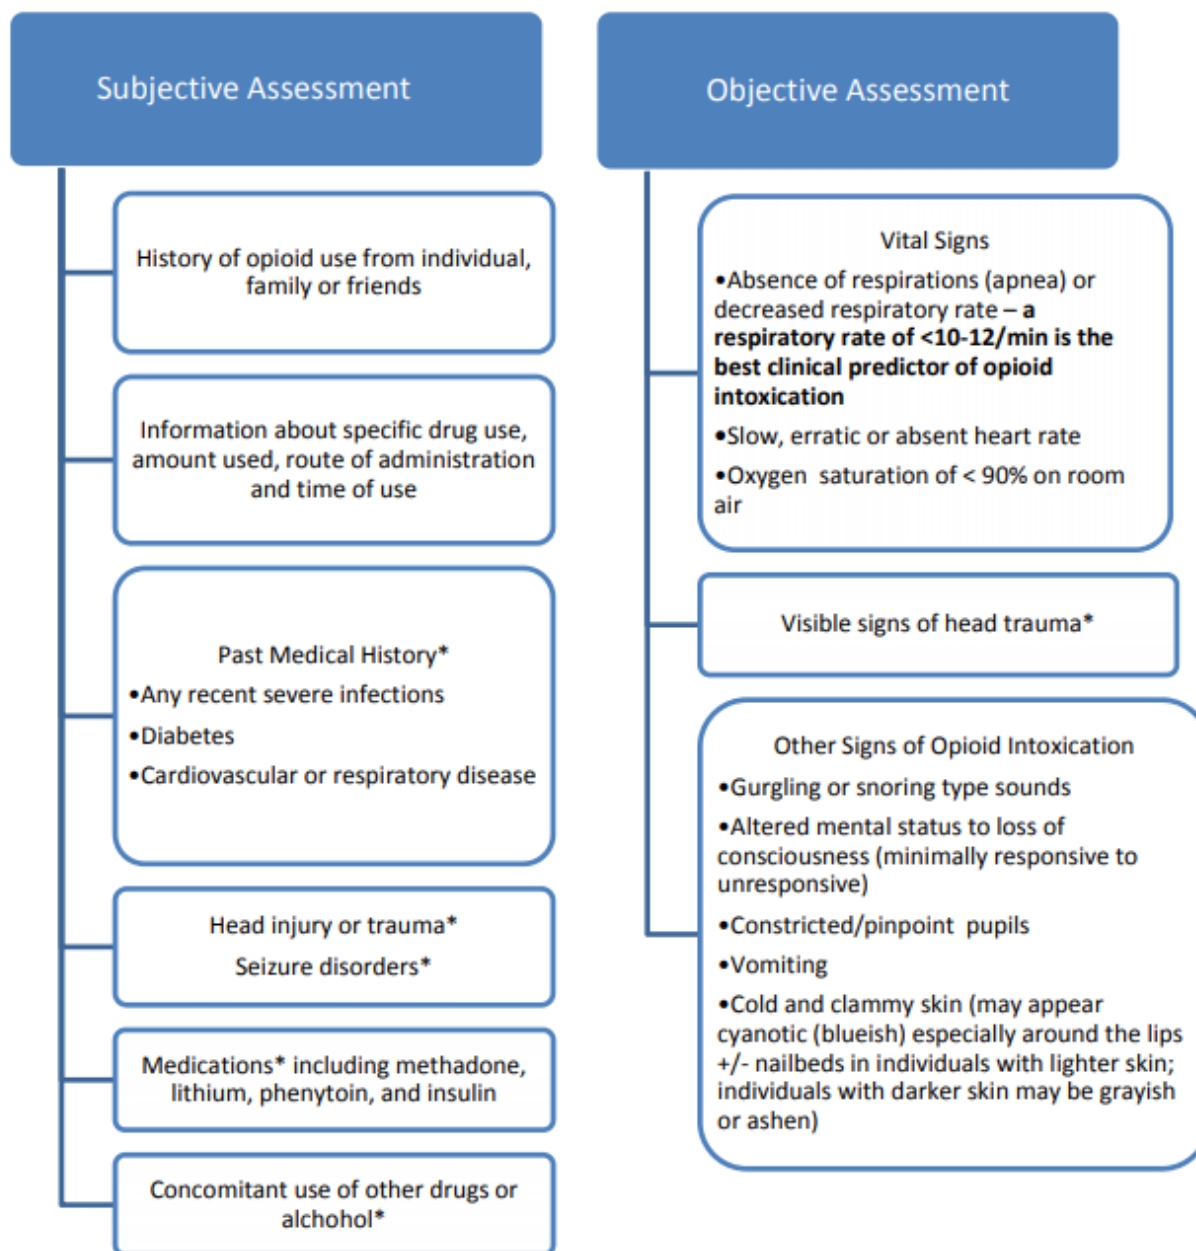 Subjective Assessment
History of opioid use from individual,
family or friends
Information about specific drug use,
amount used, route of administration
and time of use
Past Medical History*
•Any recent severe infections
•Diabetes
•Cardiovascular or respiratory disease
Head injury or trauma*
Seizure disorders*
Medications* including methadone,
lithium, phenytoin, and insulin
Concomitant use of other drugs or
alchohol*
Objective Assessment
Vital Signs
•Absence of respirations (apnea) or
decreased respiratory rate – a
respiratory rate of <10-12/min is the
best clinical predictor of opioid
intoxication
•Slow, erratic or absent heart rate
•Oxygen saturation of < 90% on room
air
Visible signs of head trauma*
Other Signs of Opioid Intoxication
•Gurgling or snoring type sounds
•Altered mental status to loss of
consciousness (minimally responsive to
unresponsive)
•Constricted/pinpoint pupils
•Vomiting
•Cold and clammy skin (may appear
cyanotic (blueish) especially around the lips
+/- nailbeds in individuals with lighter skin;
individuals with darker skin may be grayish
or ashen)